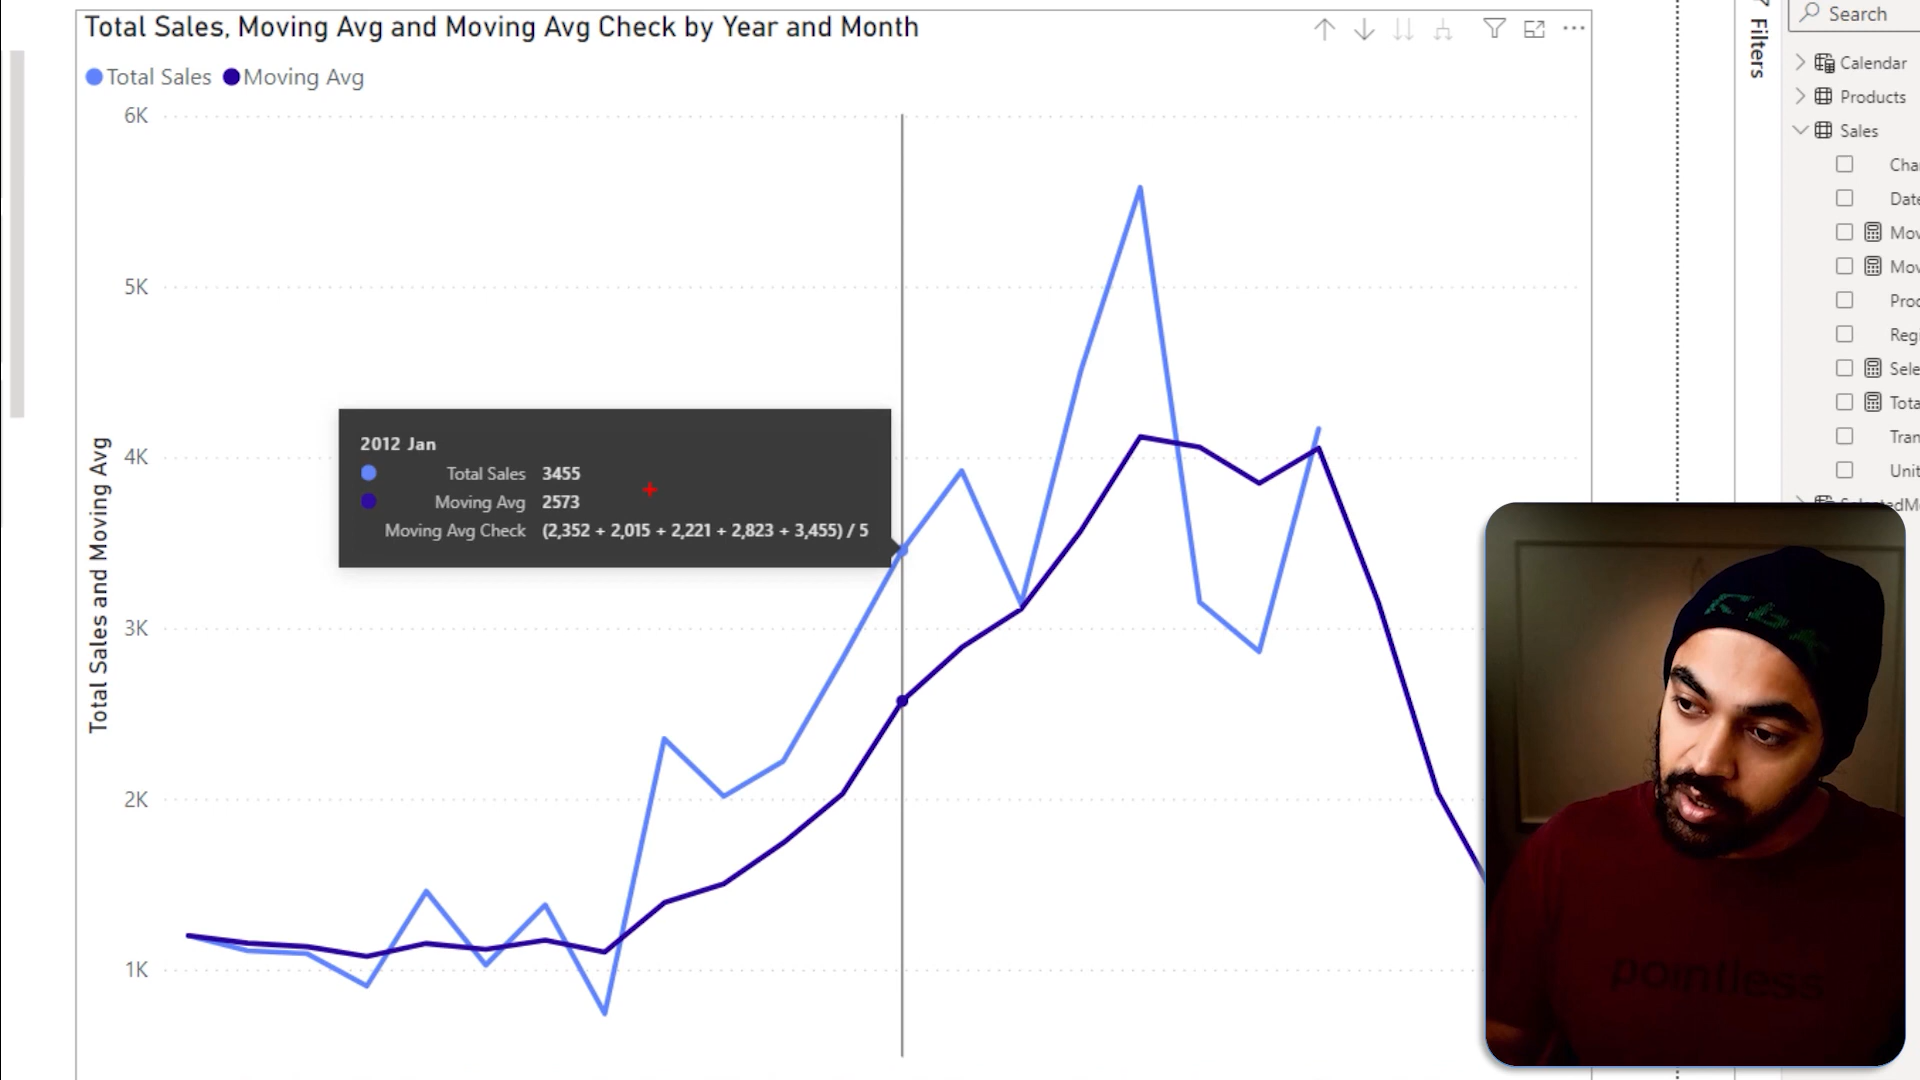 Total Sales, Moving Avg and Moving Avg Check by Year and Month
Total Sales Moving Avg
6K
5K
4K
3K
2K
1K
Total Sales and Moving Avg
2012 Jan
Total Sales 3455
Moving Avg 2573
Moving Avg Check (2,352 + 2,015 + 2,221 + 2,823 + 3,455) / 5
Filters
Search
Calendar
Products
Sales
Cha
Date
Mov
Mov
Proc
Regi
Sele
Tota
Tran
Unit
pointless